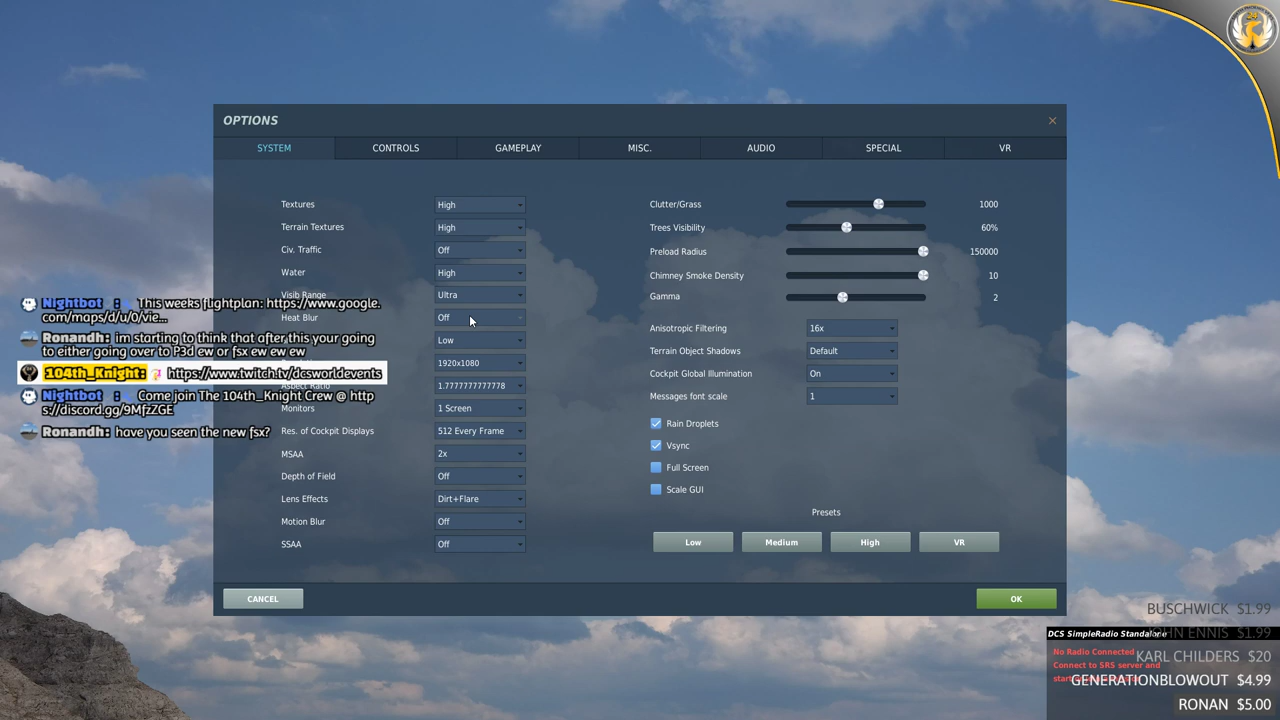 OPTIONS
SYSTEM
CONTROLS
GAMEPLAY
MISC.
AUDIO
SPECIAL
VR
Textures High
Terrain Textures High
Civ. Traffic Off
Water High
Visib Range Ultra
Heat Blur Off
Low
1920x1080
Aspect Ratio 1.7777777777778
Monitors 1 Screen
Res. of Cockpit Displays 512 Every Frame
MSAA 2x
Depth of Field Off
Lens Effects Dirt+Flare
Motion Blur Off
SSAA Off
Clutter/Grass 1000
Trees Visibility 60%
Preload Radius 150000
Chimney Smoke Density 10
Gamma 2
Anisotropic Filtering 16x
Terrain Object Shadows Default
Cockpit Global Illumination On
Messages font scale 1
Rain Droplets
Vsync
Full Screen
Scale GUI
Presets
Low
Medium
High
VR
CANCEL
OK
Nightbot : This weeks flightplan: https://www.google.
com/maps/d/u/0/vie...
Ronandh: im starting to think that after this your going
to either going over to P3d ew or fsx ew ew ew
104th_Knight: https://www.twitch.tv/dcsworldevents
Nightbot : Come join The 104th_Knight Crew @ http
s://discord.gg/9MfzZGE
Ronandh: have you seen the new fsx?
BUSCHWICK $1.99
JOHN ENNIS $1.99
KARL CHILDERS $20
GENERATIONBLOWOUT $4.99
RONAN $5.00
DCS SimpleRadio Standalone
No Radio Connected
Connect to SRS server and